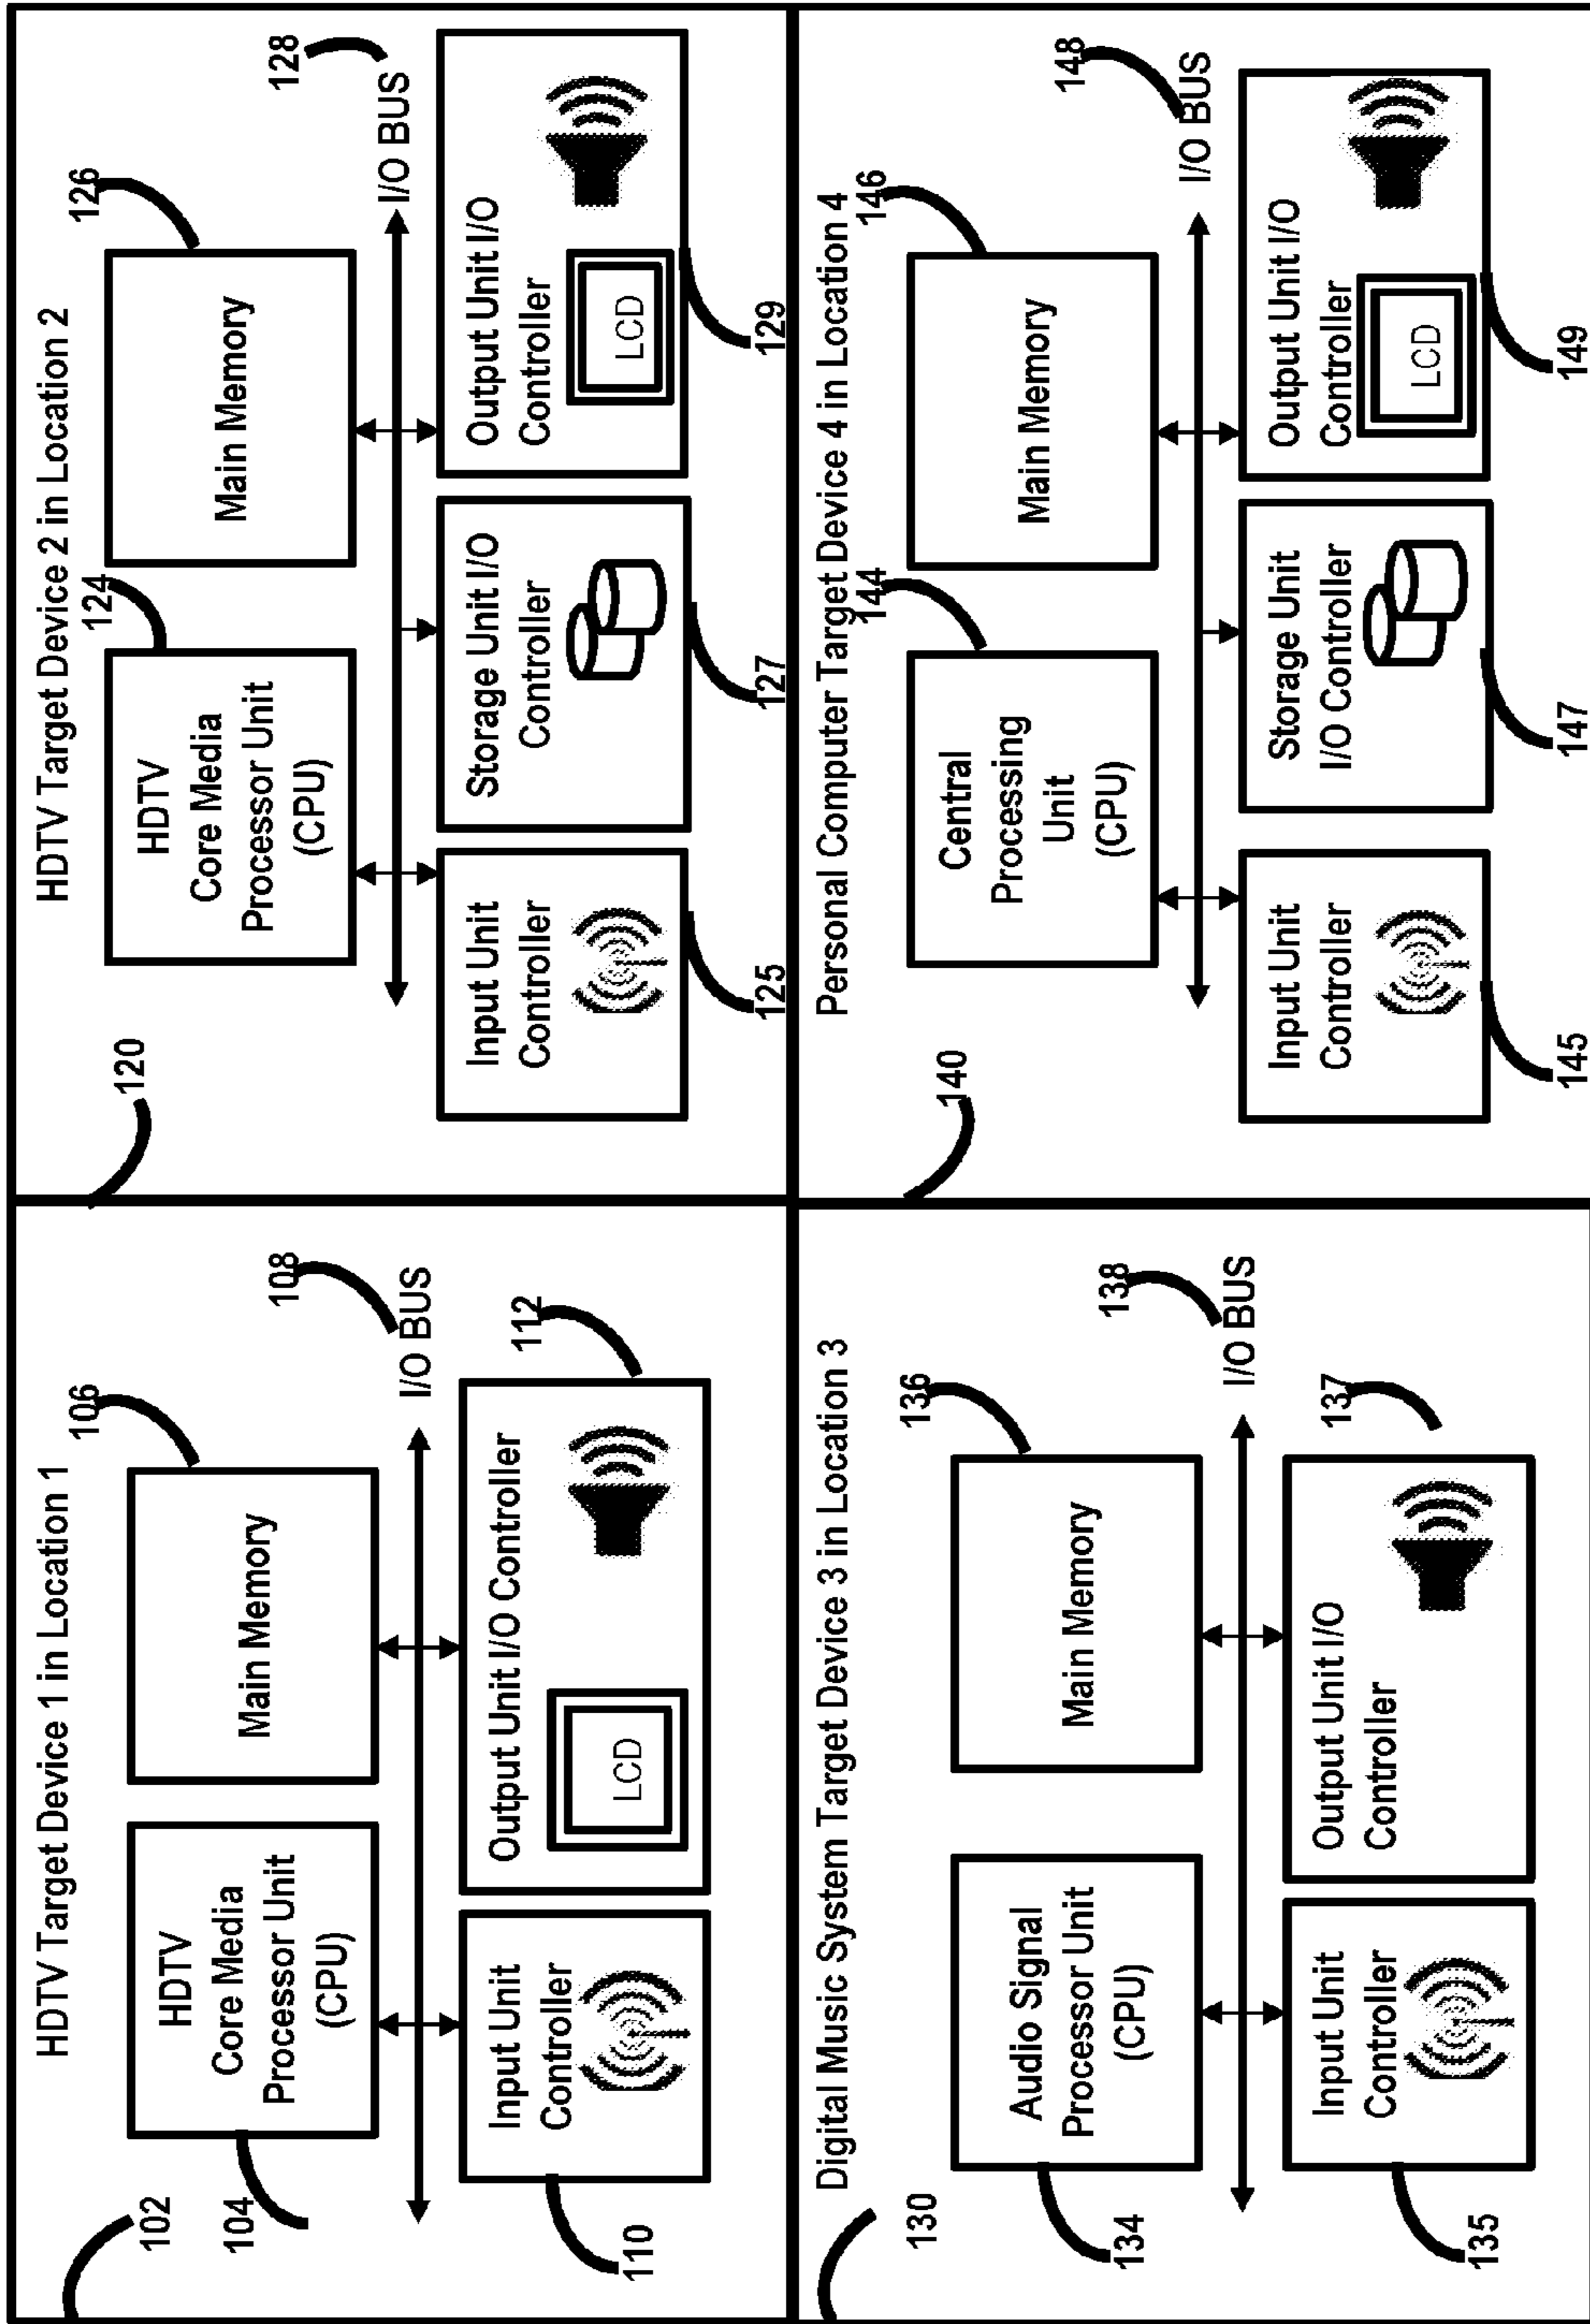 HDTV Target Device 1 in Location 1
102
104
HDTV
Core Media
Processor Unit
(CPU)
106
Main Memory
108
I/O BUS
110
Input Unit
Controller
112
Output Unit I/O Controller
LCD
HDTV Target Device 2 in Location 2
120
124
HDTV
Core Media
Processor Unit
(CPU)
126
Main Memory
128
I/O BUS
Input Unit
Controller
125
Storage Unit I/O
Controller
127
Output Unit I/O
Controller
LCD
129
Digital Music System Target Device 3 in Location 3
130
134
Audio Signal
Processor Unit
(CPU)
136
Main Memory
138
I/O BUS
135
Input Unit
Controller
137
Output Unit I/O
Controller
Personal Computer Target Device 4 in Location 4
140
144
Central
Processing
Unit
(CPU)
146
Main Memory
148
I/O BUS
Input Unit
Controller
145
Storage Unit
I/O Controller
147
Output Unit I/O
Controller
LCD
149